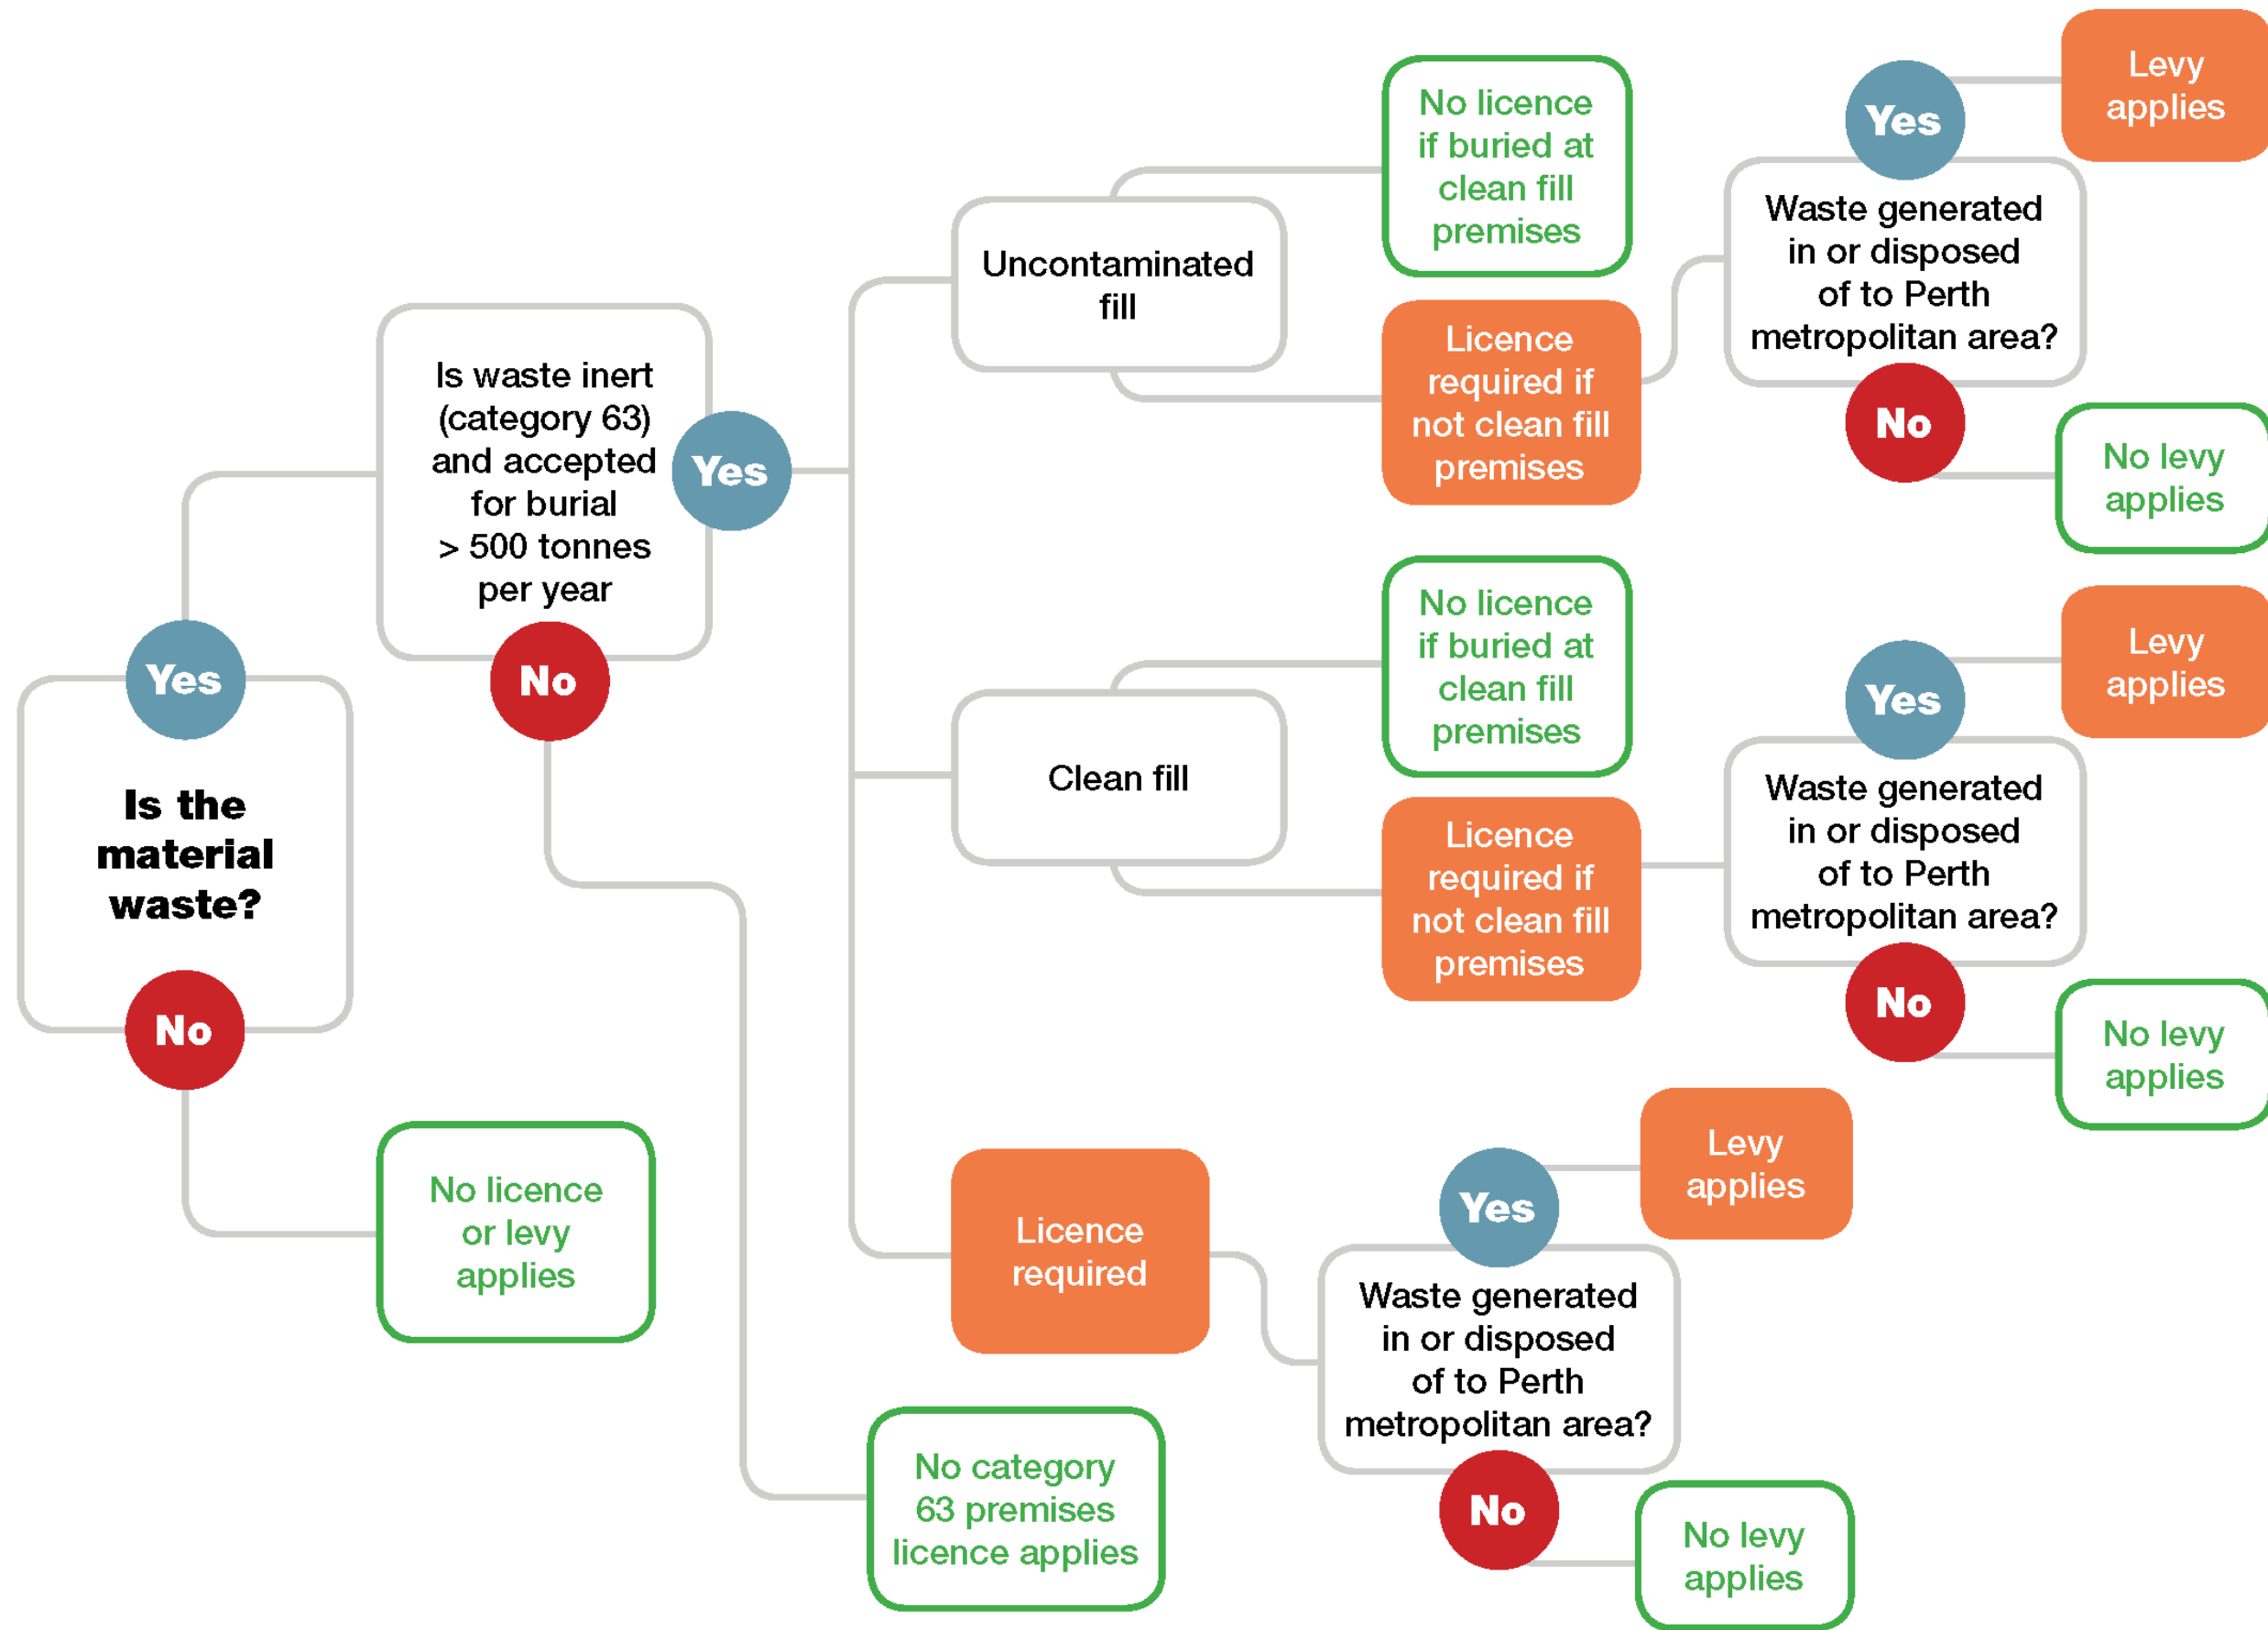 Is the
material
waste?
Yes
No
No licence
or levy
applies
Is waste inert
(category 63)
and accepted
for burial
> 500 tonnes
per year
Yes
No
No category
63 premises
licence applies
Uncontaminated
fill
No licence
if buried at
clean fill
premises
Licence
required if
not clean fill
premises
Yes
Waste generated
in or disposed
of to Perth
metropolitan area?
No
Levy
applies
No levy
applies
Clean fill
No licence
if buried at
clean fill
premises
Licence
required if
not clean fill
premises
Yes
Waste generated
in or disposed
of to Perth
metropolitan area?
No
Levy
applies
No levy
applies
Licence
required
Yes
Waste generated
in or disposed
of to Perth
metropolitan area?
No
Levy
applies
No levy
applies